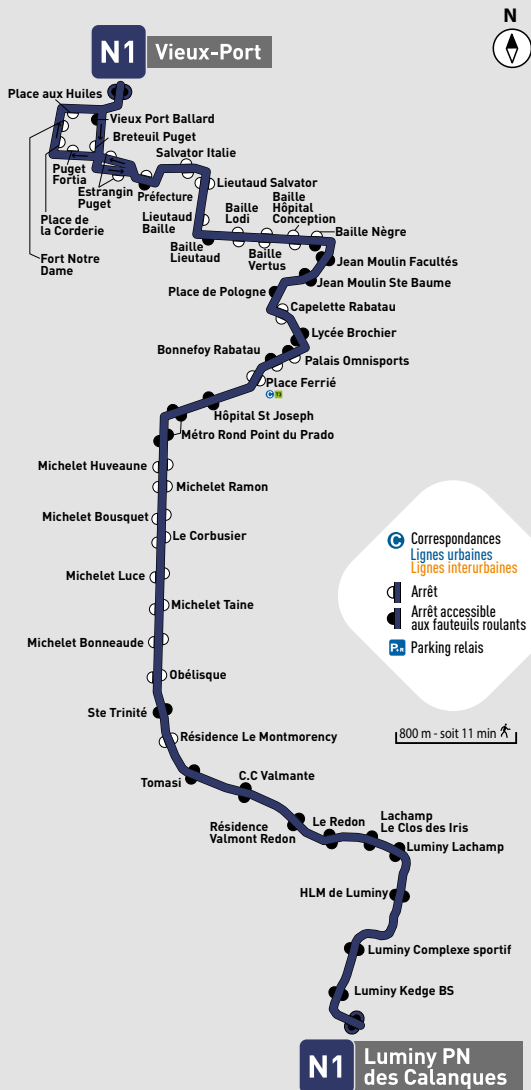 N
N1 Vieux-Port
Place aux Huiles
Vieux Port Ballard
Breteuil Puget
Salvator Italie
Puget
Fortia
Estrangin
Puget
Préfecture
Lieutaud Salvator
Place de
la Corderie
Fort Notre
Dame
Lieutaud
Baille
Baille
Lieutaud
Baille
Lodi
Baille
Vertus
Baille
Hôpital
Conception
Baille Nègre
Jean Moulin Facultés
Jean Moulin Ste Baume
Place de Pologne
Capelette Rabatau
Lycée Brochier
Bonnefoy Rabatau
Palais Omnisports
Place Ferrié
C T3
Hôpital St Joseph
Métro Rond Point du Prado
Michelet Huveaune
Michelet Ramon
Michelet Bousquet
Le Corbusier
Michelet Luce
Michelet Taine
Michelet Bonneaude
Obélisque
Ste Trinité
Résidence Le Montmorency
Tomasi
C.C Valmante
Résidence
Valmont Redon
Le Redon
Lachamp
Le Clos des Iris
Luminy Lachamp
HLM de Luminy
Luminy Complexe sportif
Luminy Kedge BS
N1 Luminy PN
des Calanques
C Correspondances
Lignes urbaines
Lignes interurbaines
Arrêt
Arrêt accessible
aux fauteuils roulants
P+R Parking relais
800 m - soit 11 min